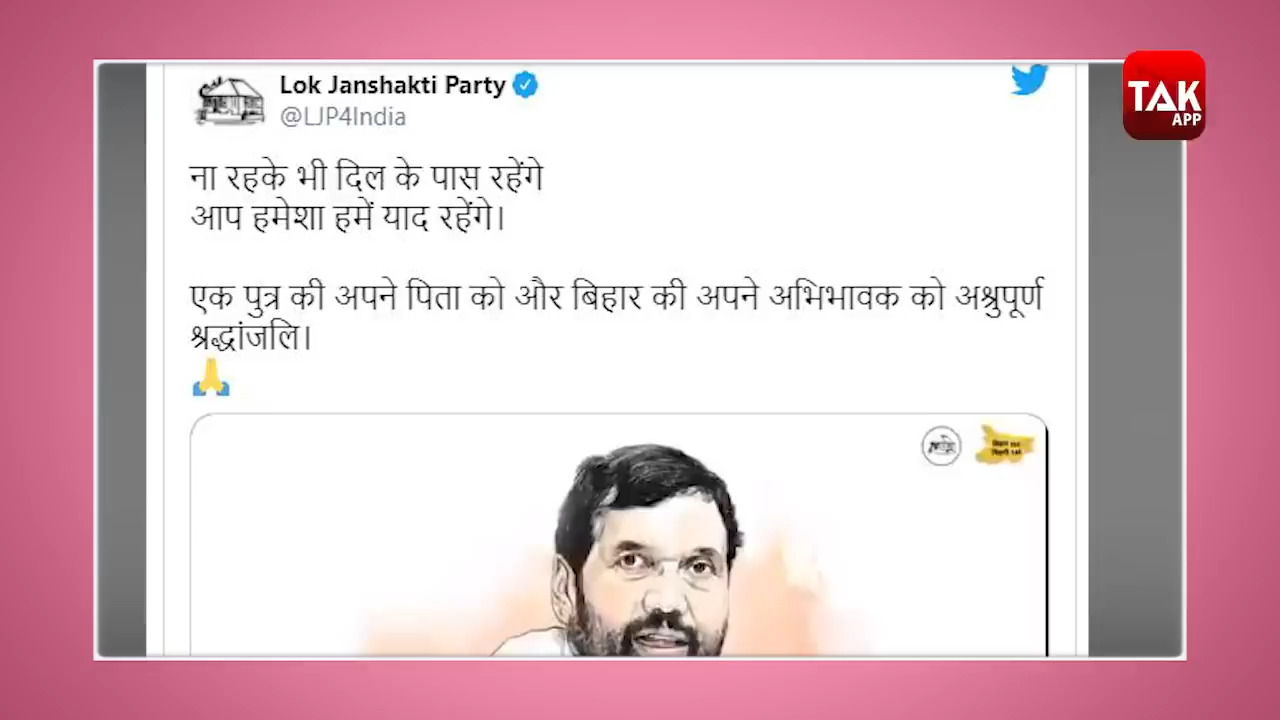 Lok Janshakti Party
@LJP4India
TAK
APP
ना रहके भी दिल के पास रहेंगे
आप हमेशा हमें याद रहेंगे।
एक पुत्र की अपने पिता को और बिहार की अपने अभिभावक को अश्रुपूर्ण
श्रद्धांजलि।